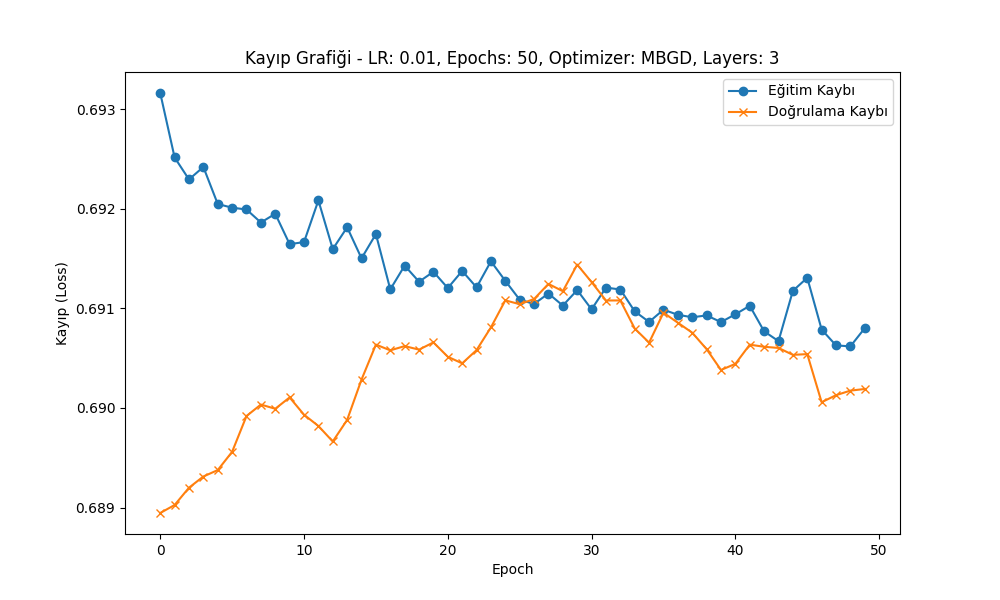 Kayıp Grafiği - LR: 0.01, Epochs: 50, Optimizer: MBGD, Layers: 3
Eğitim Kaybı
Doğrulama Kaybı
Kayıp (Loss)
0.693
0.692
0.691
0.690
0.689
0 10 20 30 40 50
Epoch